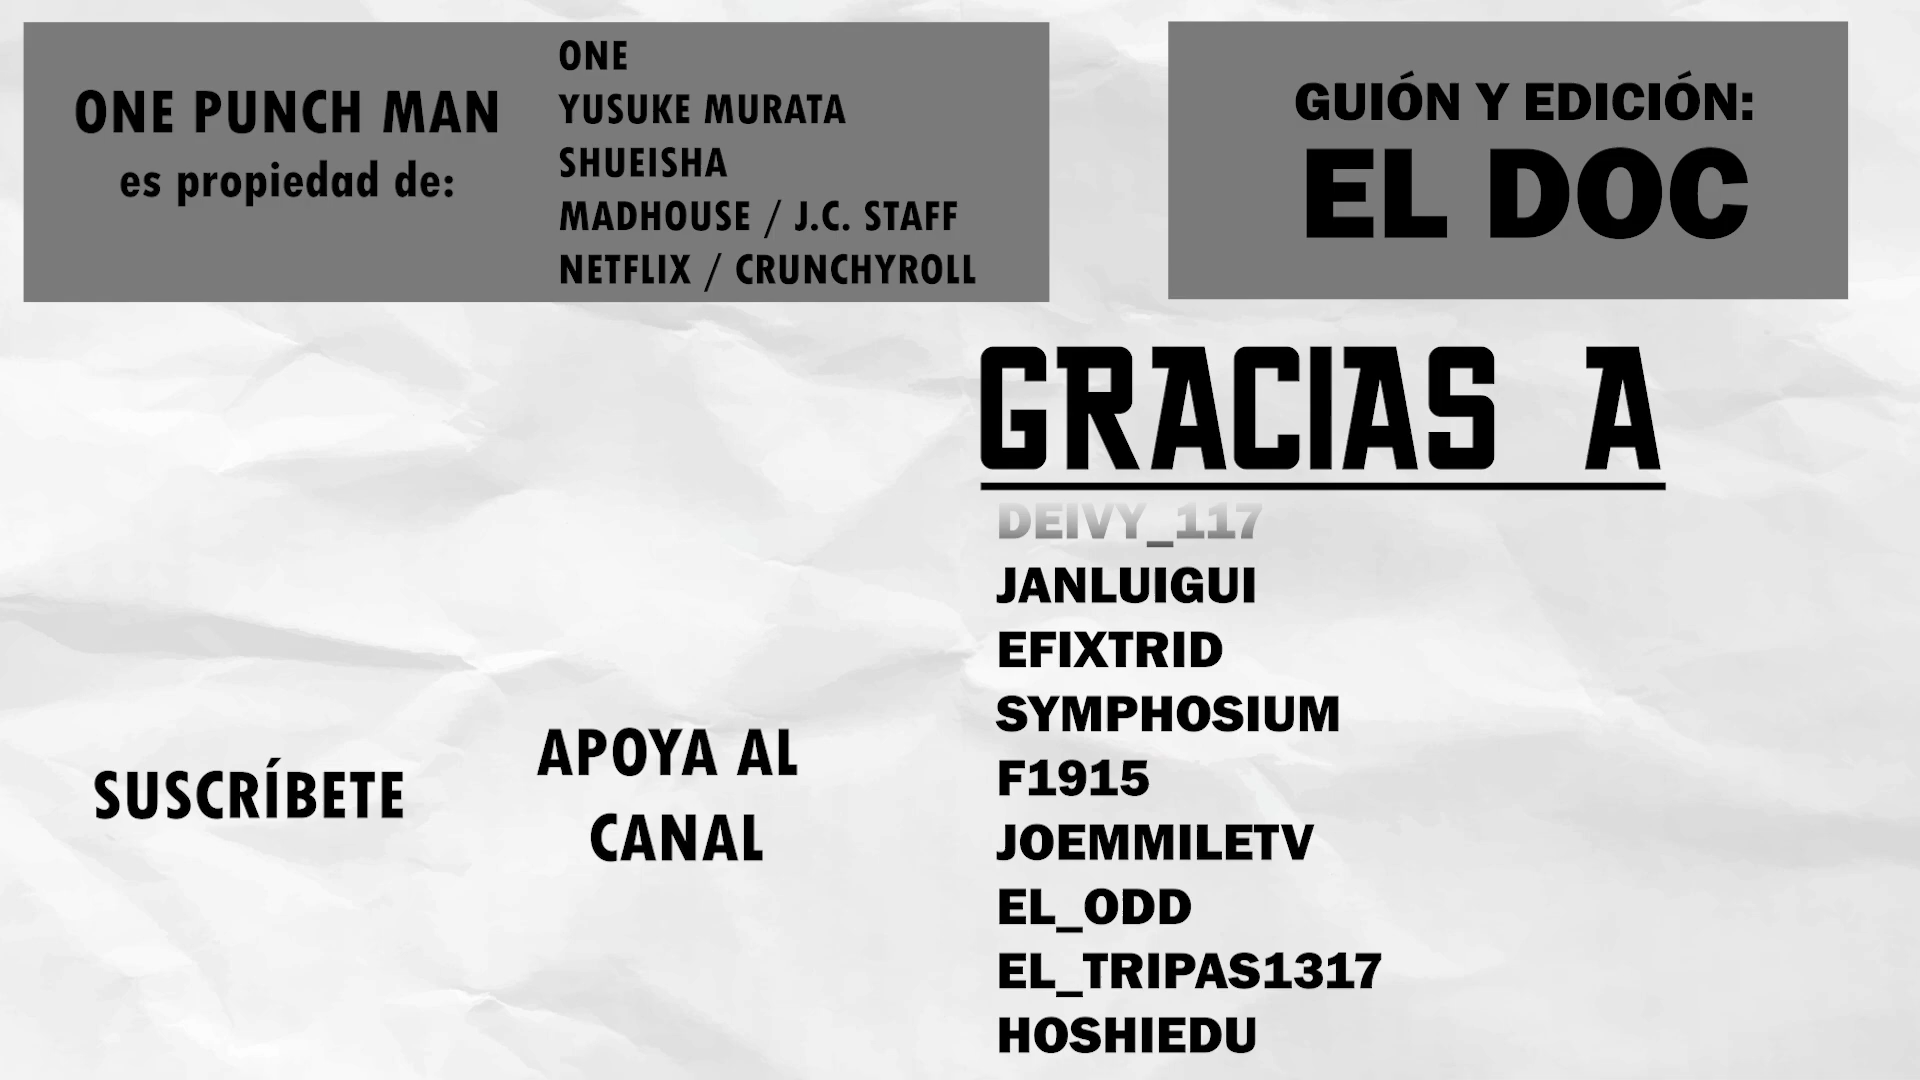 ONE PUNCH MAN
es propiedad de:
ONE
YUSUKE MURATA
SHUEISHA
MADHOUSE / J.C. STAFF
NETFLIX / CRUNCHYROLL
GUIÓN Y EDICIÓN:
EL DOC
GRACIAS A
DEIVY_117
JANLUIGUI
EFIXTRID
SYMPHOSIUM
F1915
JOEMMILETV
EL_ODD
EL_TRIPAS1317
HOSHIEDU
SUSCRÍBETE
APOYA AL
CANAL